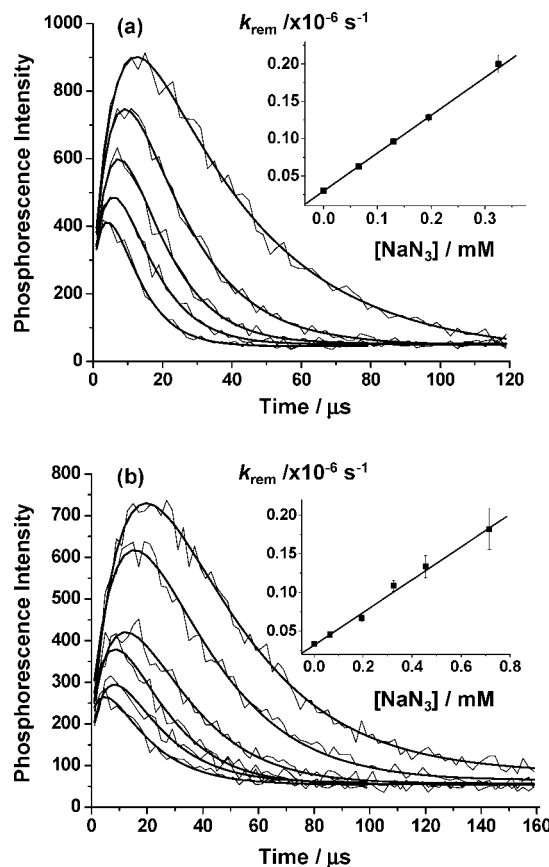 (a)
k_rem /x10⁻⁶ s⁻¹
Phosphorescence Intensity
1000
800
600
400
200
0
0 20 40 60 80 100 120
Time / µs
0.20
0.15
0.10
0.05
0.0 0.1 0.2 0.3
[NaN₃] / mM
(b)
k_rem /x10⁻⁶ s⁻¹
Phosphorescence Intensity
800
700
600
500
400
300
200
100
0
0 20 40 60 80 100 120 140 160
Time / µs
0.20
0.15
0.10
0.05
0.0 0.2 0.4 0.6 0.8
[NaN₃] / mM